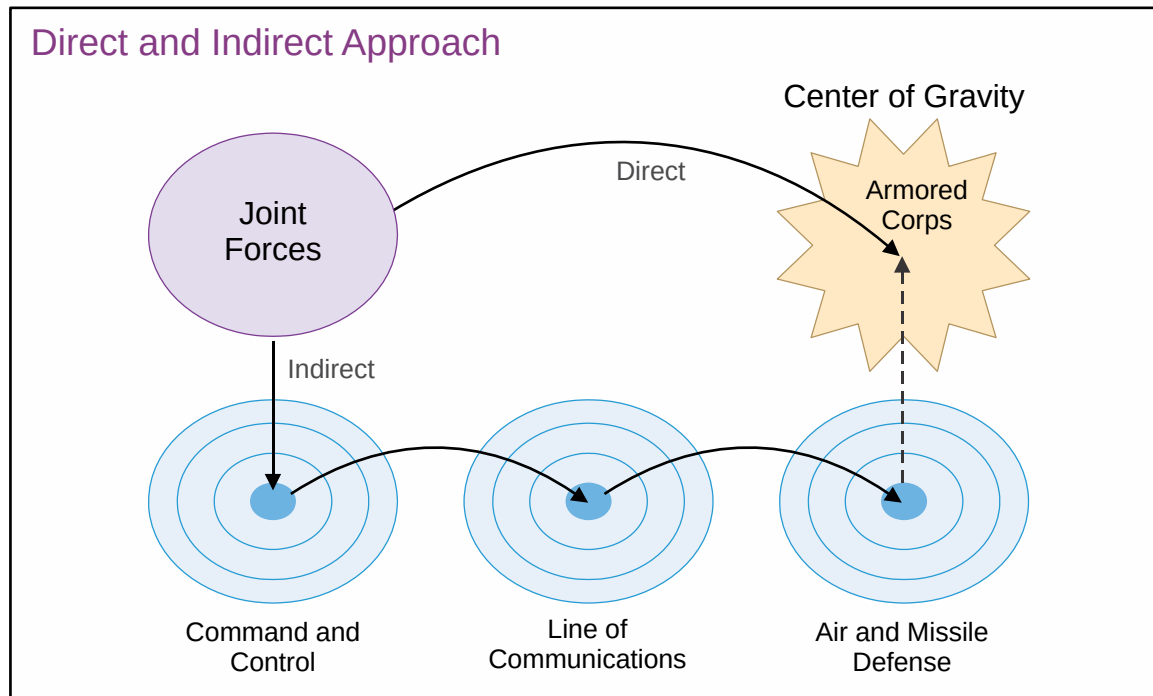 Direct and Indirect Approach
Center of Gravity
Direct
Armored
Corps
Joint
Forces
Indirect
Command and
Control
Line of
Communications
Air and Missile
Defense